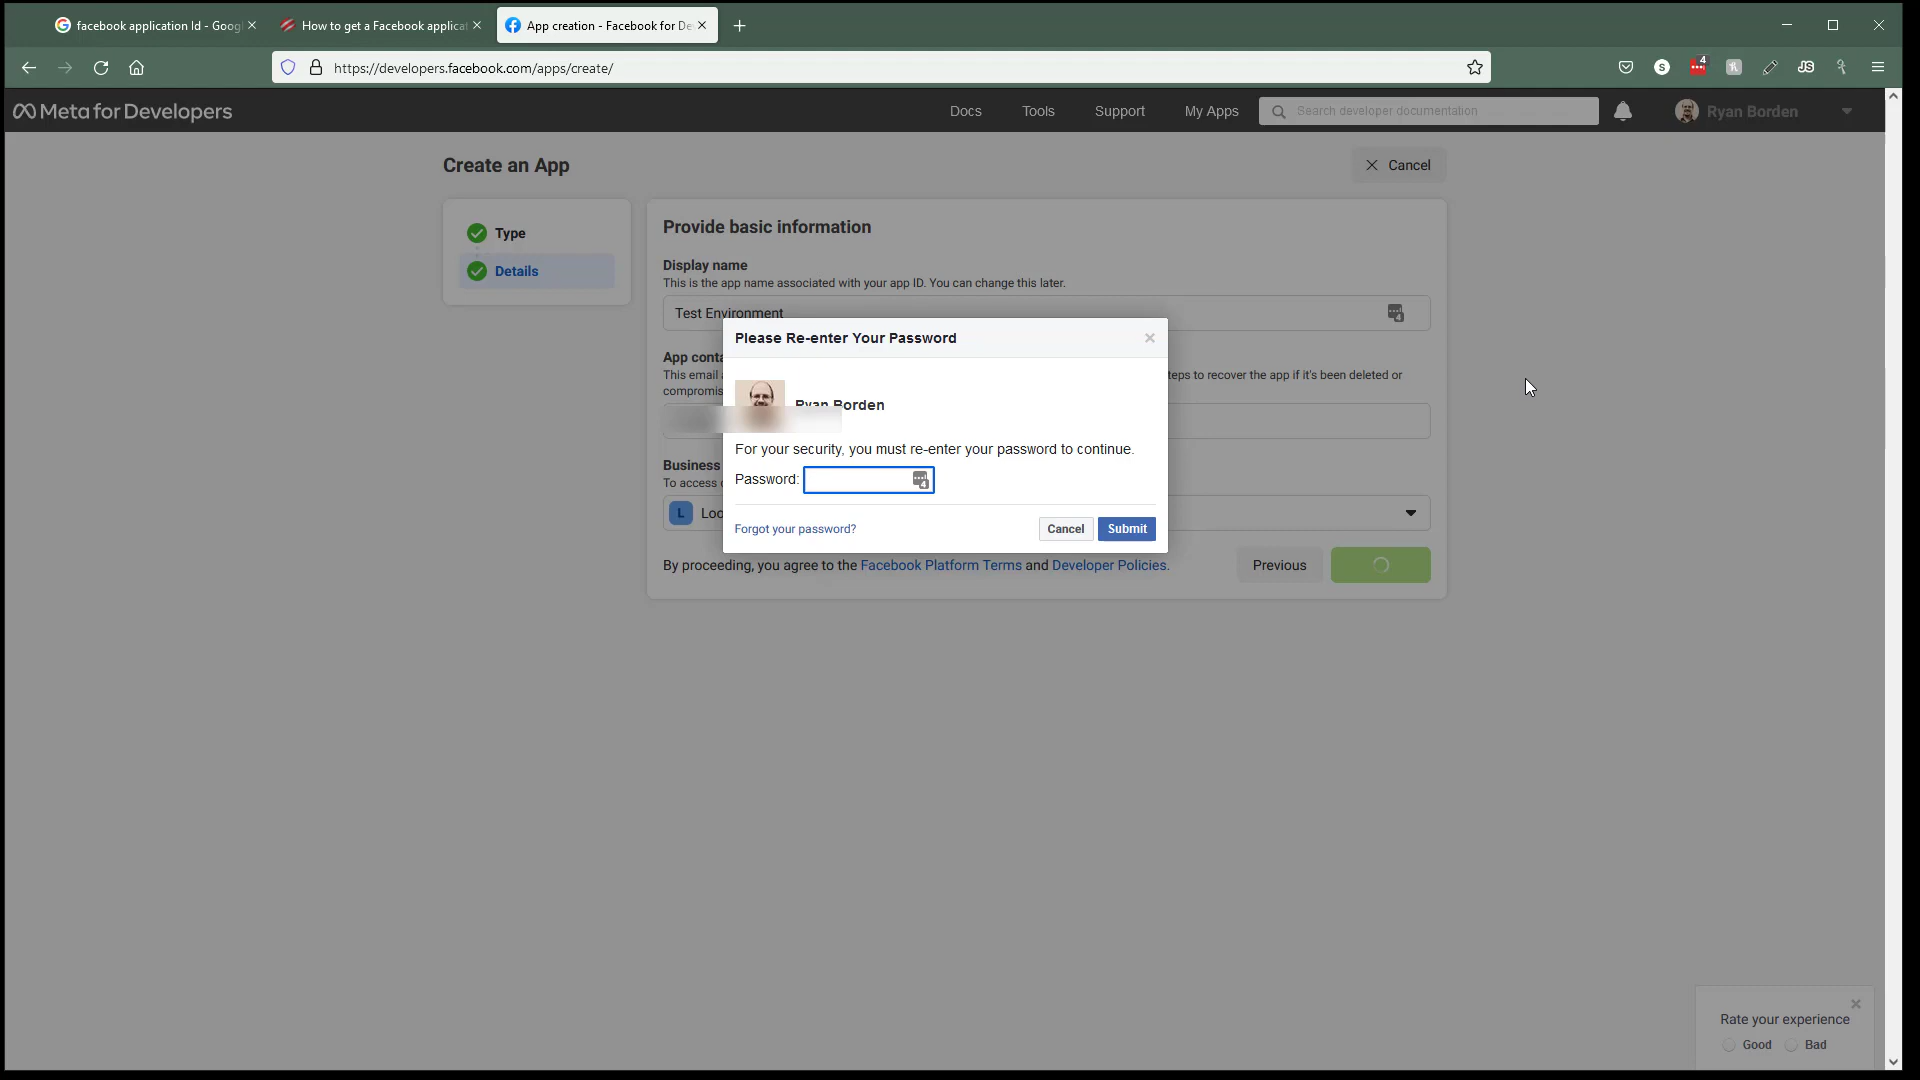 facebook application Id - Goog
How to get a Facebook applicat
App creation - Facebook for De
https://developers.facebook.com/apps/create/
S
4
JS
Meta for Developers
Docs
Tools
Support
My Apps
Search developer documentation
Ryan Borden
Create an App
Cancel
Type
Details
Provide basic information
Display name
This is the app name associated with your app ID. You can change this later.
Test Environment
4
App conta
This email
teps to recover the app if it's been deleted or
compromis
Please Re-enter Your Password
Ryan Borden
For your security, you must re-enter your password to continue.
Password:
4
Forgot your password?
Cancel
Submit
Business
To access
L
Loo
By proceeding, you agree to the Facebook Platform Terms and Developer Policies.
Previous
Rate your experience
Good
Bad